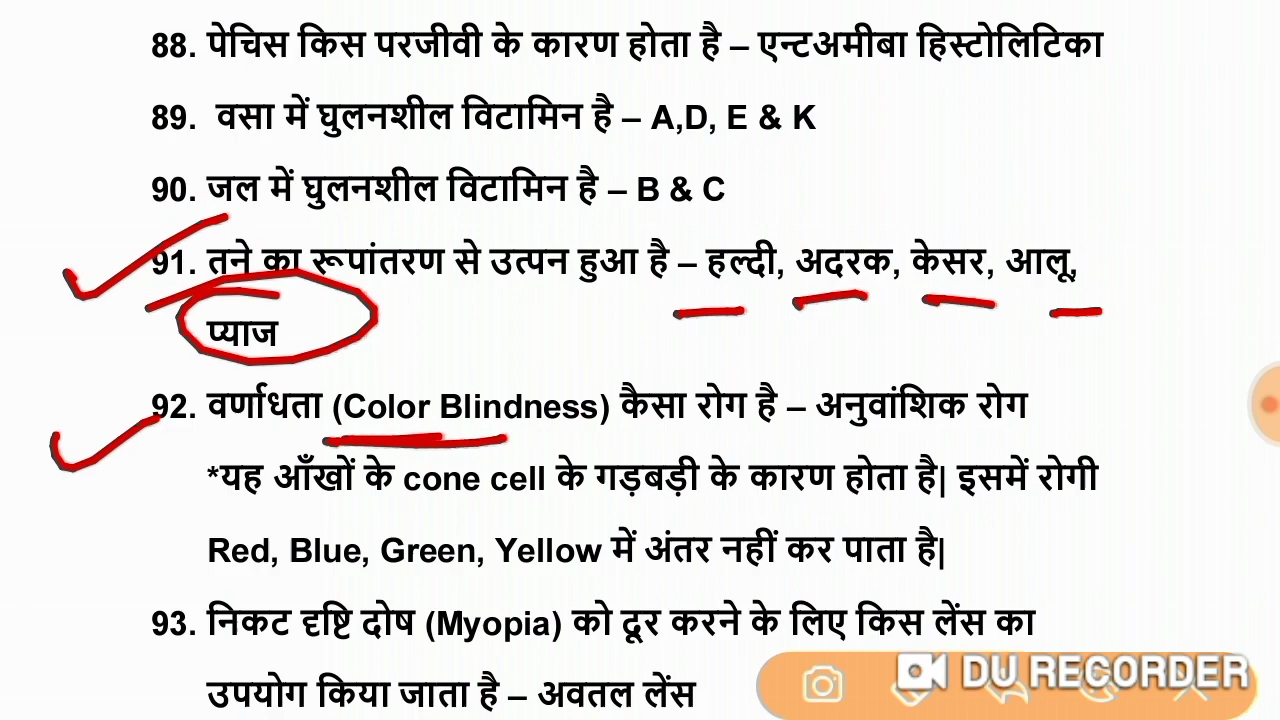 88. पेचिस किस परजीवी के कारण होता है – एन्टअमीबा हिस्टोलिटिका
89. वसा में घुलनशील विटामिन है – A,D, E & K
90. जल में घुलनशील विटामिन है – B & C
91. तने का रूपांतरण से उत्पन हुआ है – हल्दी, अदरक, केसर, आलू,
प्याज
92. वर्णाधता (Color Blindness) कैसा रोग है – अनुवांशिक रोग
*यह आँखों के cone cell के गड़बड़ी के कारण होता है| इसमें रोगी
Red, Blue, Green, Yellow में अंतर नहीं कर पाता है|
93. निकट दृष्टि दोष (Myopia) को दूर करने के लिए किस लेंस का
उपयोग किया जाता है – अवतल लेंस
DU RECORDER